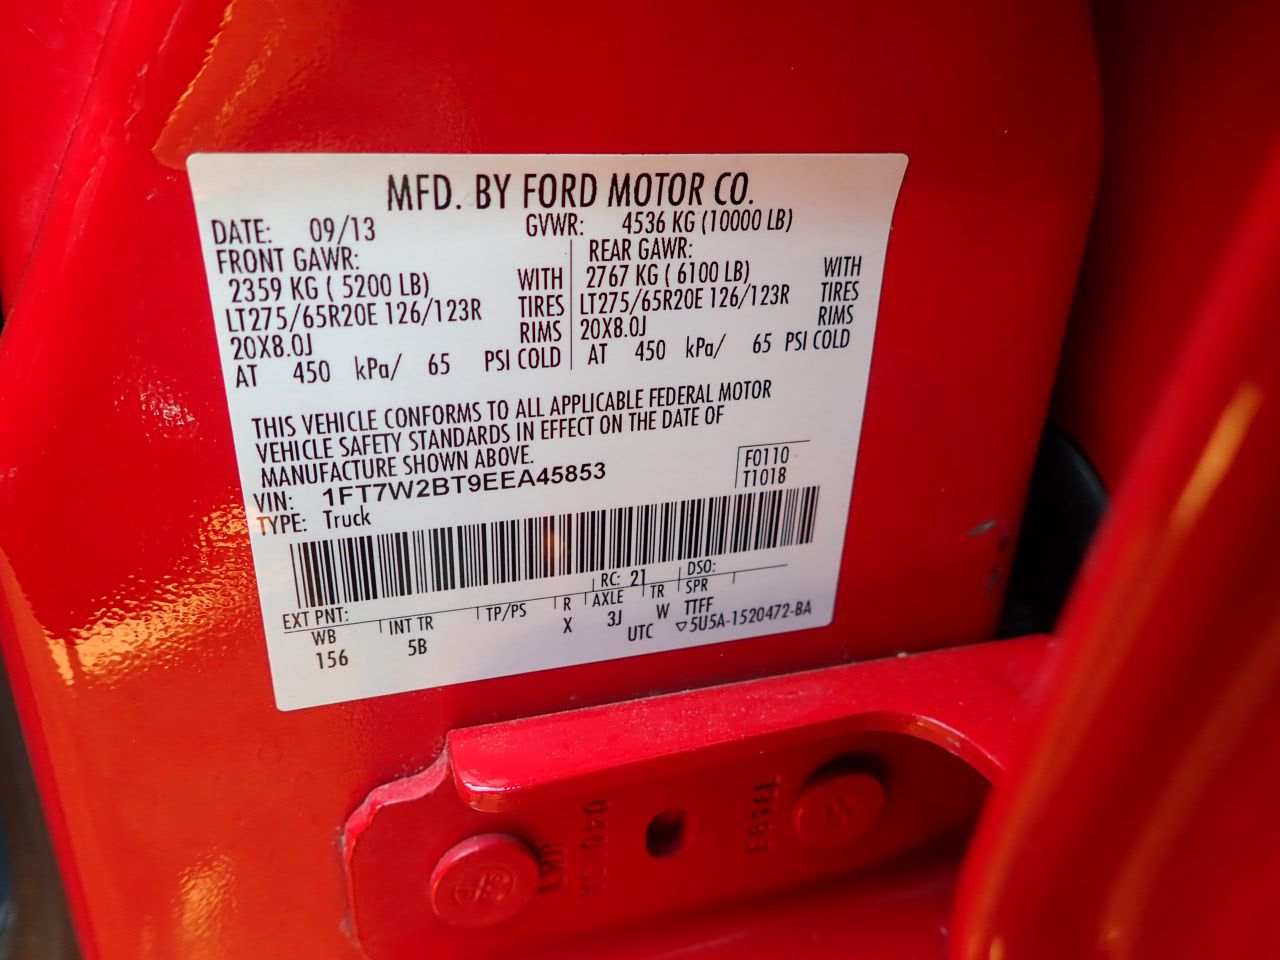 MFD. BY FORD MOTOR CO.
DATE: 09/13 GVWR: 4536 KG (10000 LB)
FRONT GAWR: REAR GAWR:
2359 KG ( 5200 LB) WITH 2767 KG ( 6100 LB) WITH
LT275/65R20E 126/123R TIRES LT275/65R20E 126/123R TIRES
20X8.0J RIMS 20X8.0J RIMS
AT 450 kPa/ 65 PSI COLD AT 450 kPa/ 65 PSI COLD
THIS VEHICLE CONFORMS TO ALL APPLICABLE FEDERAL MOTOR
VEHICLE SAFETY STANDARDS IN EFFECT ON THE DATE OF
MANUFACTURE SHOWN ABOVE.
VIN: 1FT7W2BT9EEA45853 F0110
TYPE: Truck T101B
EXT PNT: RC: 21 DSO:
WB INT TR TP/PS R AXLE TR SPR
156 5B X 3J W TTFF
UTC ▽5U5A-1520472-BA